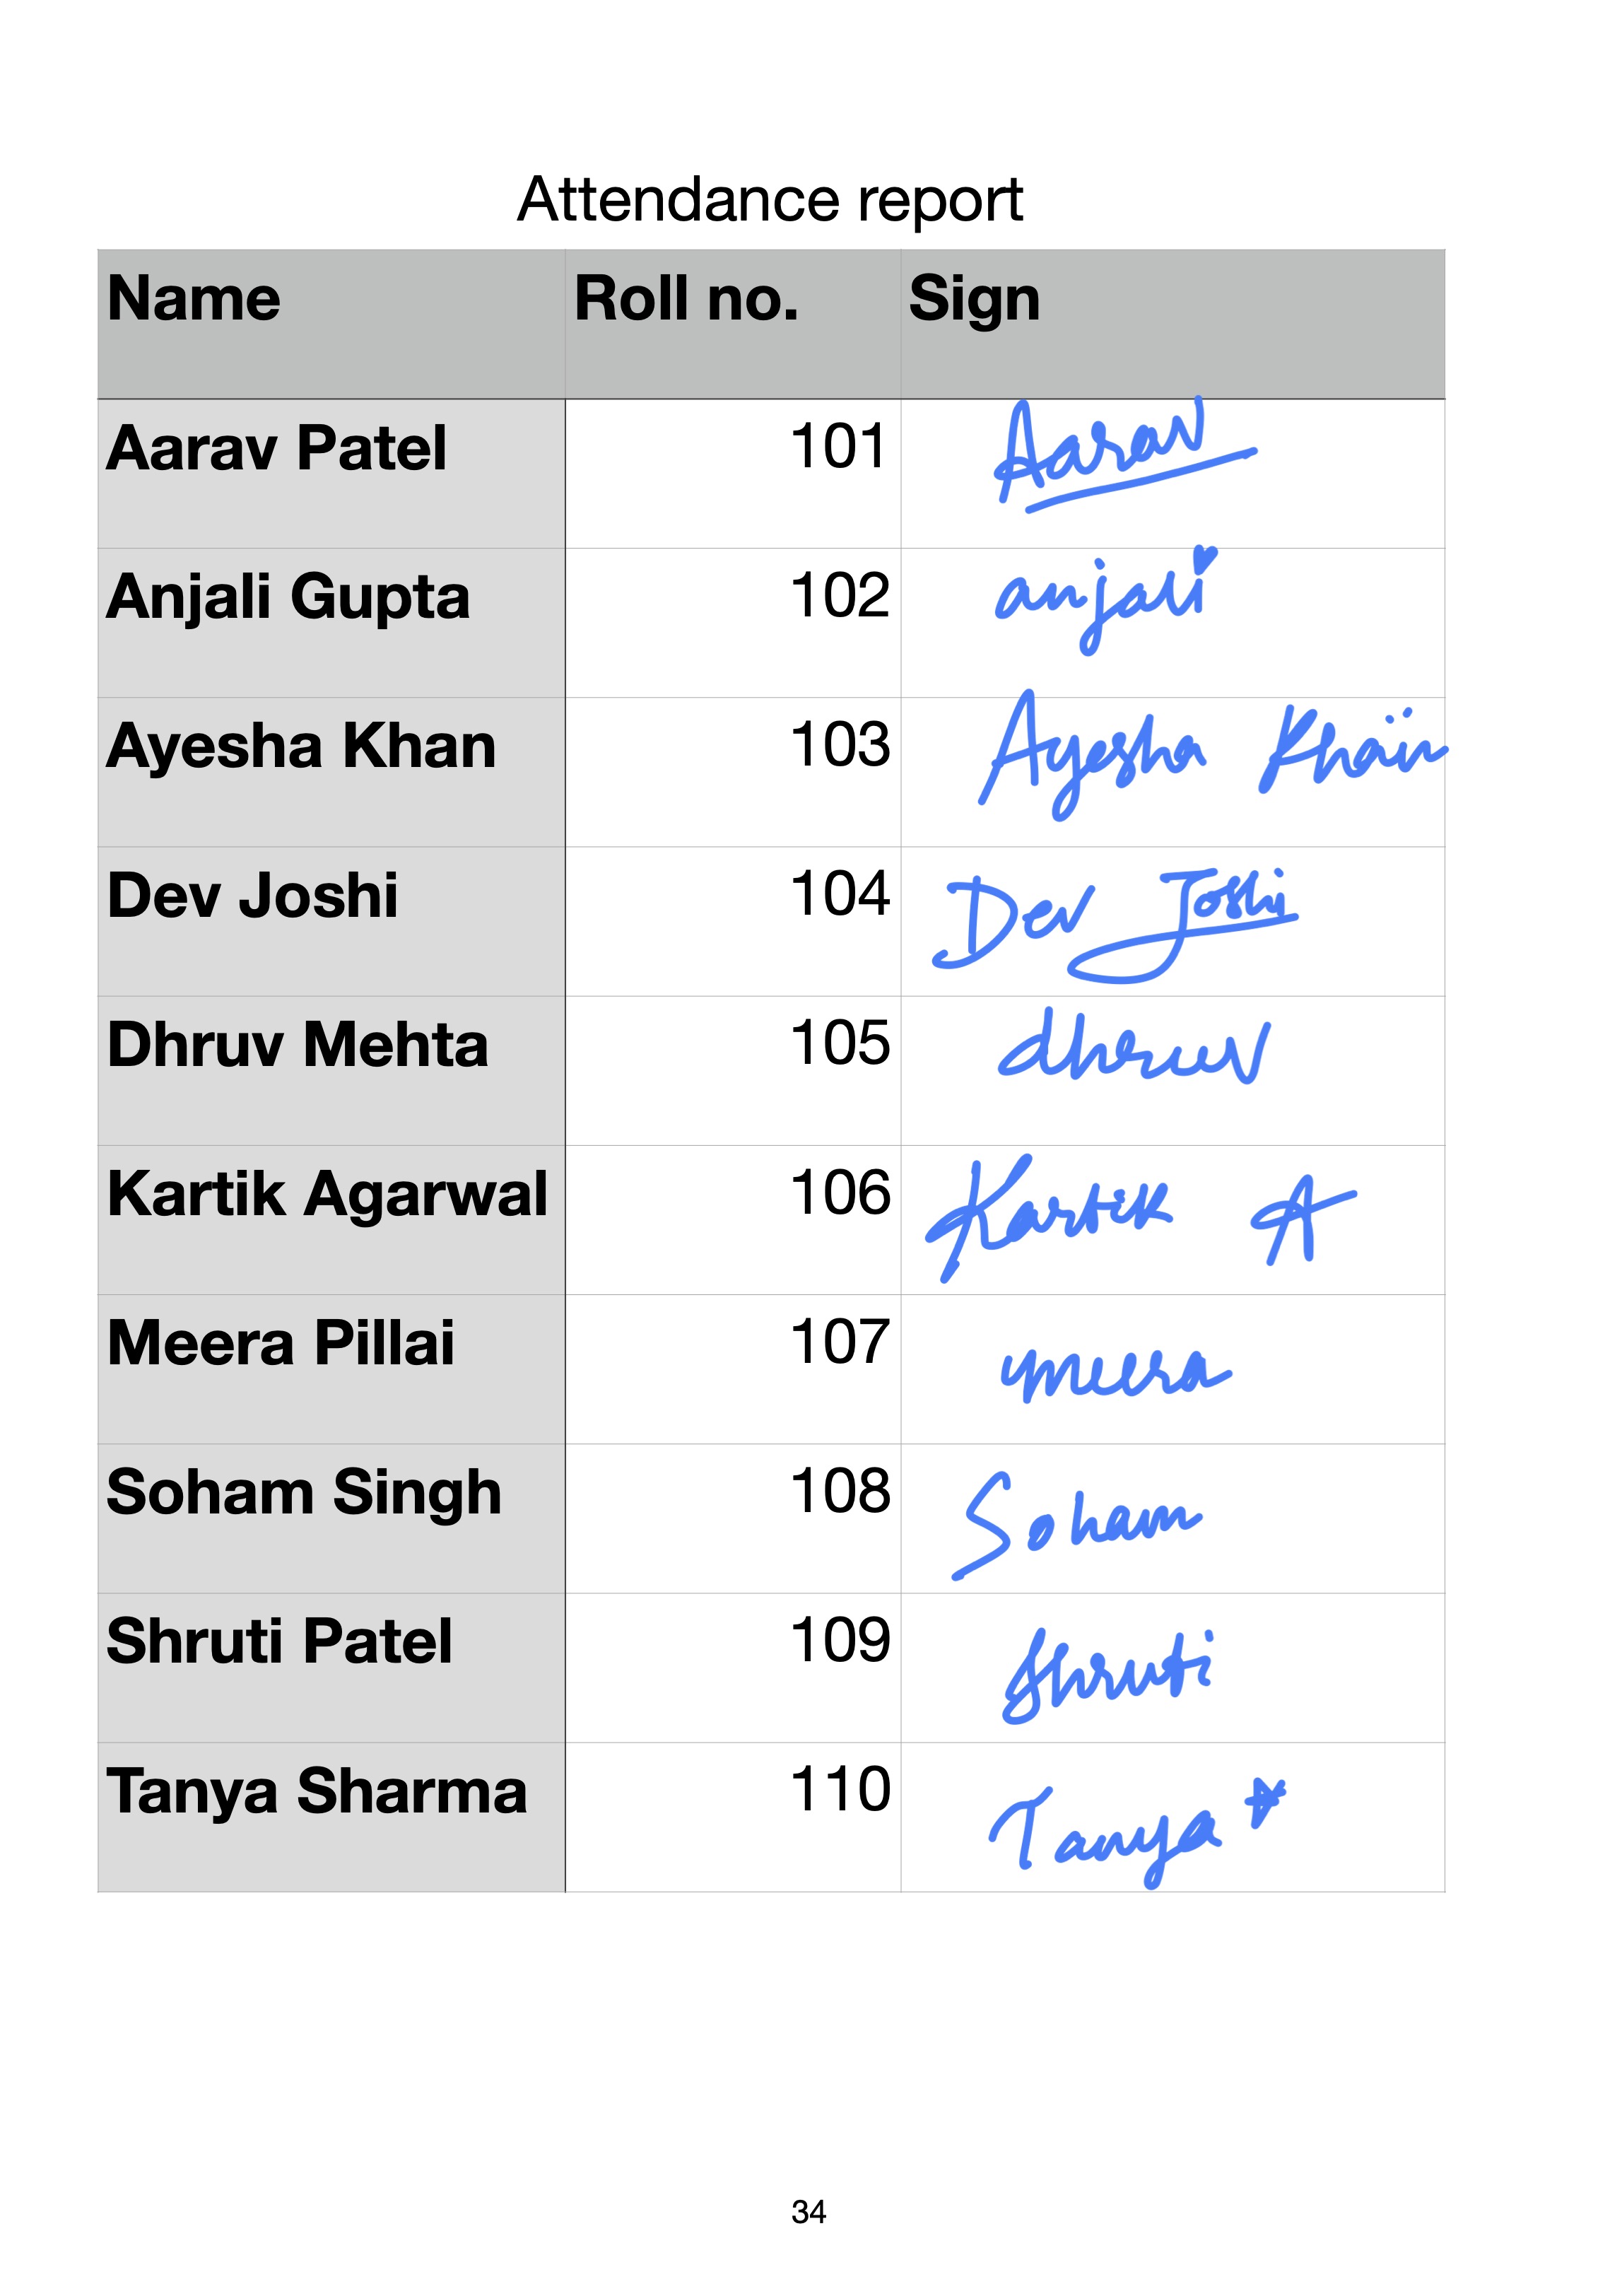 Attendance report
Name Roll no. Sign
Aarav Patel 101 Aarav
Anjali Gupta 102 anjali
Ayesha Khan 103 Ayesha Khan
Dev Joshi 104 Dev Joshi
Dhruv Mehta 105 dhruv
Kartik Agarwal 106 Kartik A
Meera Pillai 107 meera
Soham Singh 108 Soham
Shruti Patel 109 Shruti
Tanya Sharma 110 Tanya
34